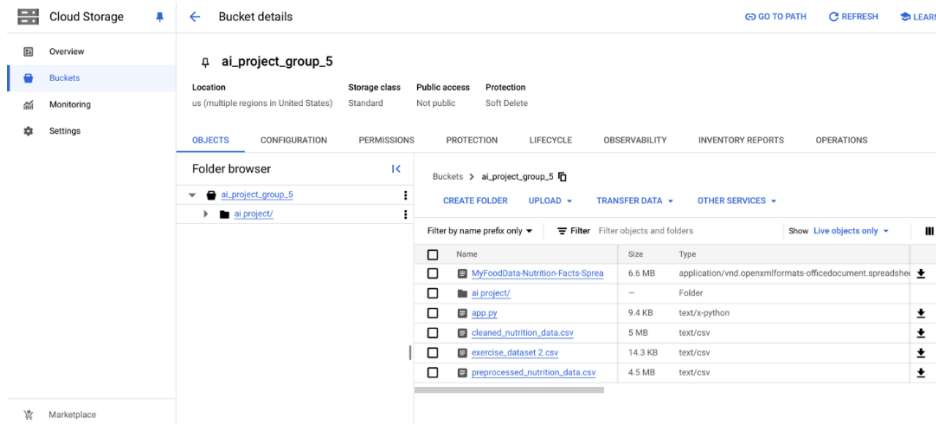 Cloud Storage
Bucket details
GO TO PATH
REFRESH
LEARN
Overview
Buckets
Monitoring
Settings
Marketplace
ai_project_group_5
Location Storage class Public access Protection
us (multiple regions in United States) Standard Not public Soft Delete
OBJECTS CONFIGURATION PERMISSIONS PROTECTION LIFECYCLE OBSERVABILITY INVENTORY REPORTS OPERATIONS
Folder browser
ai_project_group_5
ai project/
Buckets > ai_project_group_5
CREATE FOLDER UPLOAD TRANSFER DATA OTHER SERVICES
Filter by name prefix only Filter Filter objects and folders Show Live objects only
Name Size Type
MyFoodData-Nutrition-Facts-Sprea 6.6 MB application/vnd.openxmlformats-officedocument.spreadshee
ai project/ — Folder
app.py 9.4 KB text/x-python
cleaned_nutrition_data.csv 5 MB text/csv
exercise_dataset 2.csv 14.3 KB text/csv
preprocessed_nutrition_data.csv 4.5 MB text/csv